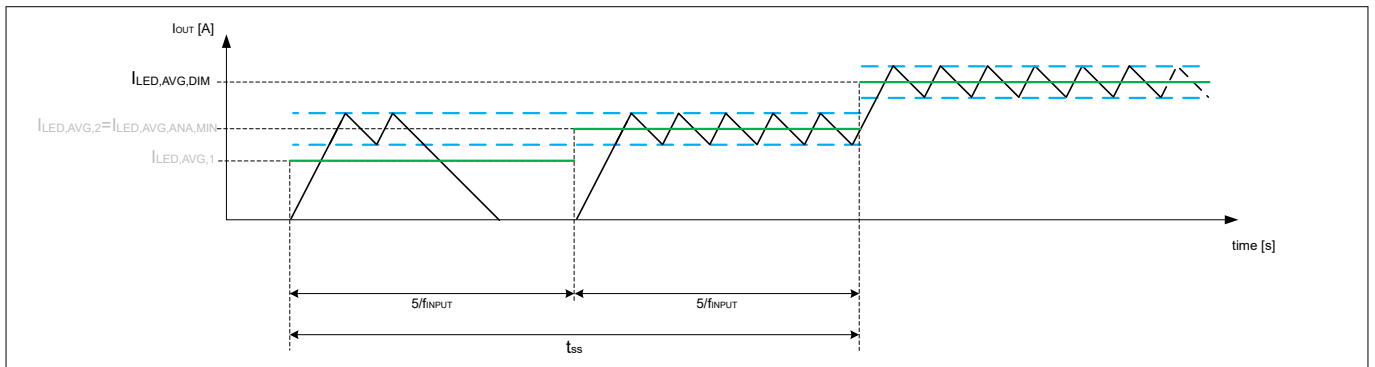 IOUT [A]
ILED,AVG,DIM
ILED,AVG,2=ILED,AVG,ANA,MIN
ILED,AVG,1
time [s]
5/fINPUT
5/fINPUT
tss